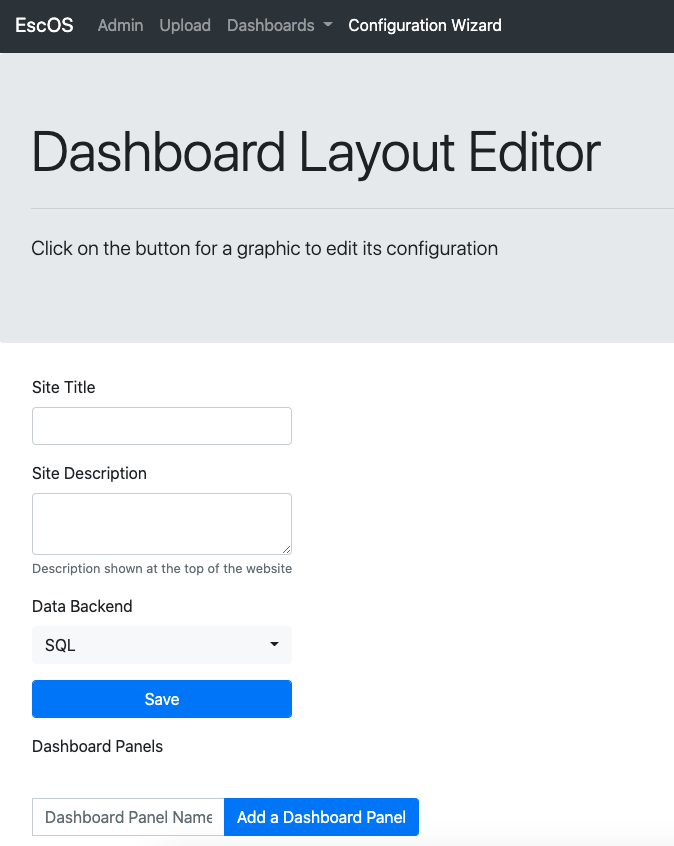 EscOS Admin Upload Dashboards Configuration Wizard
Dashboard Layout Editor
Click on the button for a graphic to edit its configuration
Site Title
Site Description
Description shown at the top of the website
Data Backend
SQL
Save
Dashboard Panels
Dashboard Panel Name Add a Dashboard Panel